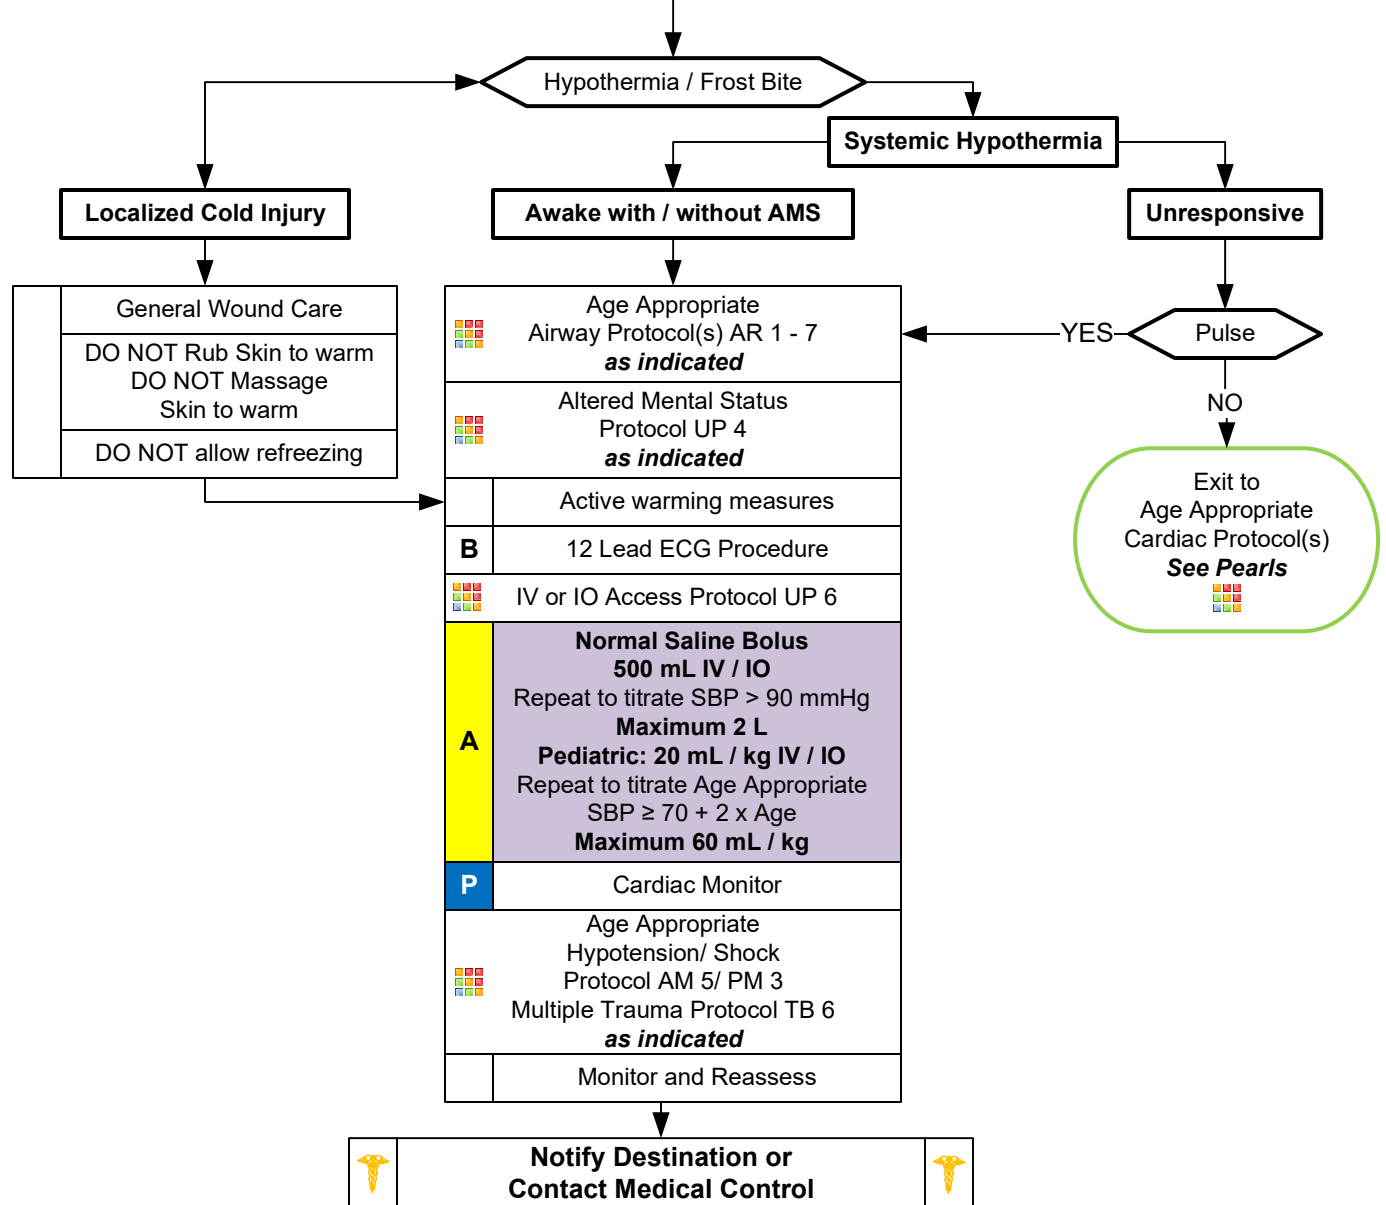 Hypothermia / Frost Bite
Systemic Hypothermia
Localized Cold Injury
Awake with / without AMS
Unresponsive
General Wound Care
DO NOT Rub Skin to warm
DO NOT Massage
Skin to warm
DO NOT allow refreezing
Age Appropriate
Airway Protocol(s) AR 1 - 7
as indicated
Altered Mental Status
Protocol UP 4
as indicated
Active warming measures
B
12 Lead ECG Procedure
IV or IO Access Protocol UP 6
A
Normal Saline Bolus
500 mL IV / IO
Repeat to titrate SBP > 90 mmHg
Maximum 2 L
Pediatric: 20 mL / kg IV / IO
Repeat to titrate Age Appropriate
SBP ≥ 70 + 2 x Age
Maximum 60 mL / kg
P
Cardiac Monitor
Age Appropriate
Hypotension/ Shock
Protocol AM 5/ PM 3
Multiple Trauma Protocol TB 6
as indicated
Monitor and Reassess
YES
Pulse
NO
Exit to
Age Appropriate
Cardiac Protocol(s)
See Pearls
Notify Destination or
Contact Medical Control